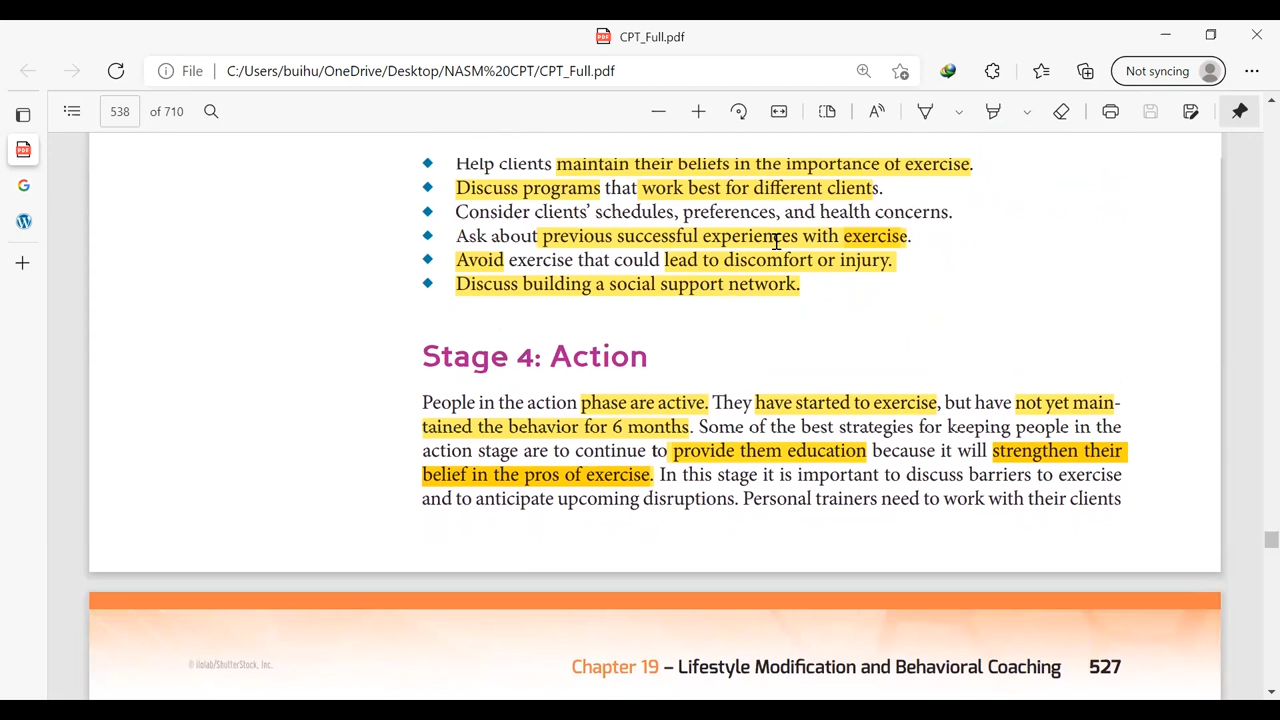 CPT_Full.pdf
File
C:/Users/buihu/OneDrive/Desktop/NASM%20CPT/CPT_Full.pdf
Not syncing
538 of 710
Help clients maintain their beliefs in the importance of exercise.
Discuss programs that work best for different clients.
Consider clients' schedules, preferences, and health concerns.
Ask about previous successful experiences with exercise.
Avoid exercise that could lead to discomfort or injury.
Discuss building a social support network.
Stage 4: Action
People in the action phase are active. They have started to exercise, but have not yet main-
tained the behavior for 6 months. Some of the best strategies for keeping people in the
action stage are to continue to provide them education because it will strengthen their
belief in the pros of exercise. In this stage it is important to discuss barriers to exercise
and to anticipate upcoming disruptions. Personal trainers need to work with their clients
© ilolab/ShutterStock, Inc.
Chapter 19 – Lifestyle Modification and Behavioral Coaching 527